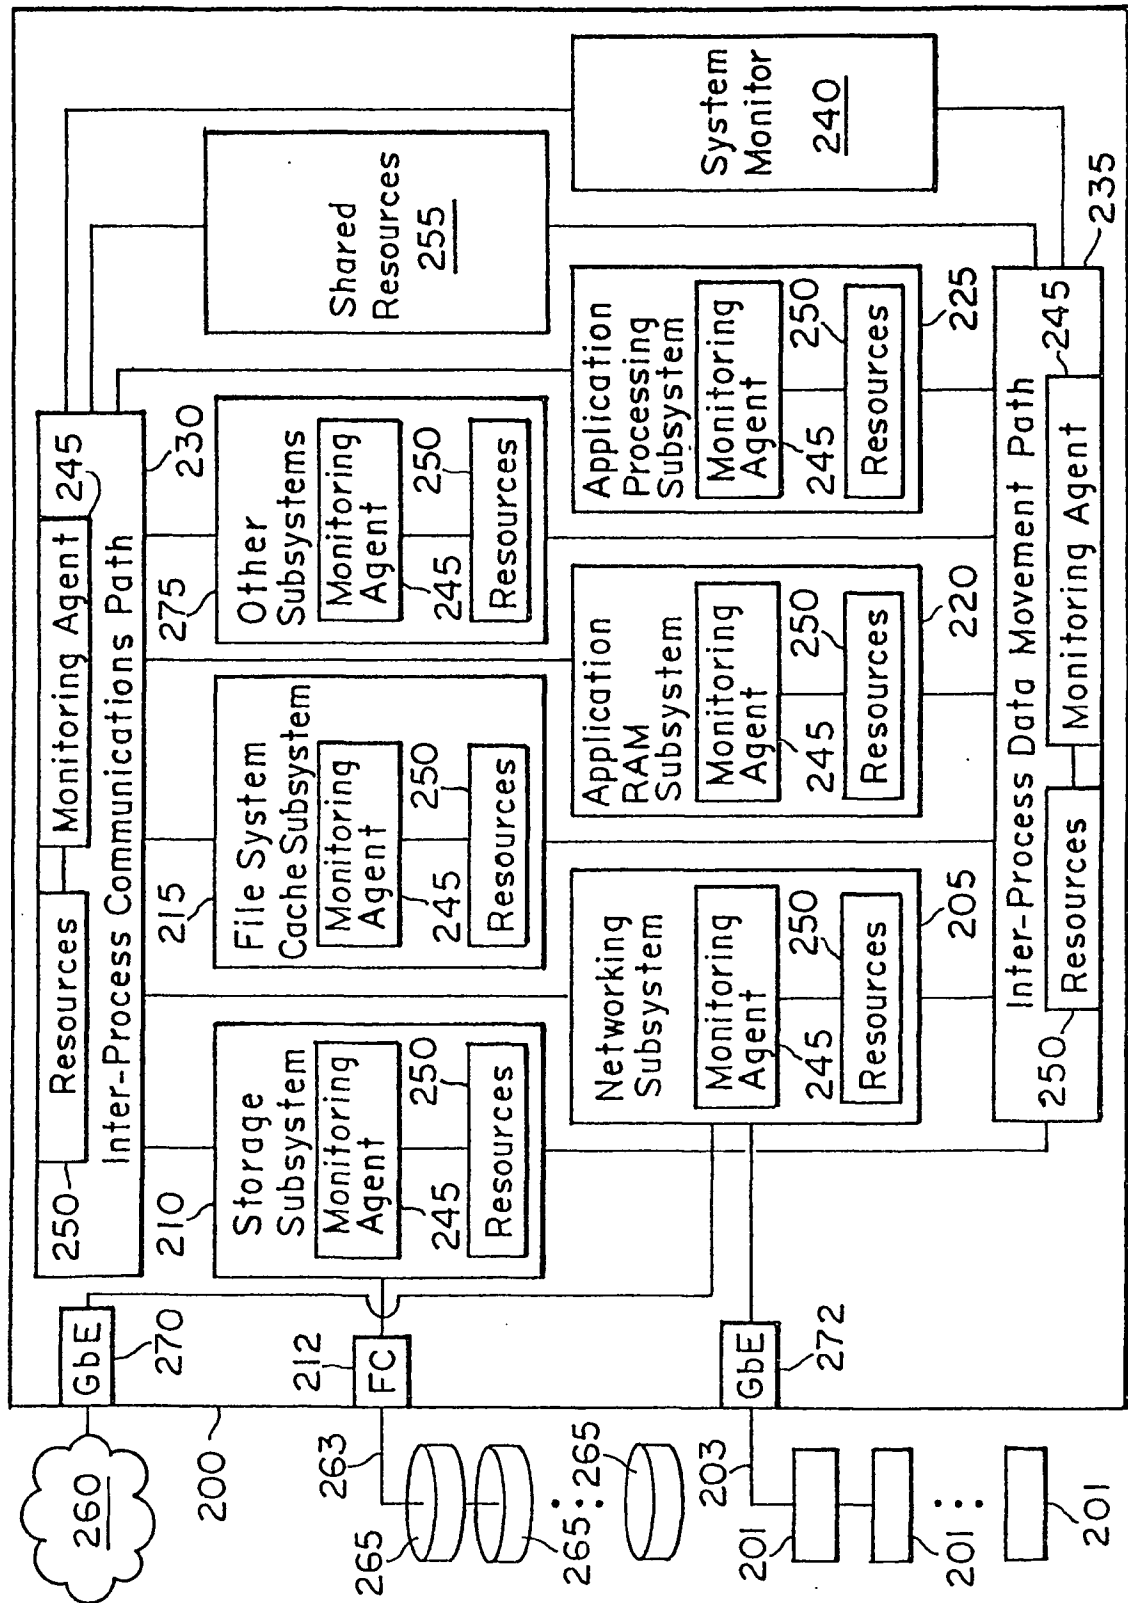 250
Resources
Monitoring Agent
245
Inter-Process Communications Path
230
210
Storage
Subsystem
Monitoring
Agent
245
250
Resources
215
File System
Cache Subsystem
Monitoring
Agent
245
250
Resources
275
Other
Subsystems
Monitoring
Agent
245
250
Resources
Shared
Resources
255
System
Monitor
240
Networking
Subsystem
Monitoring
Agent
245
250
Resources
205
Application
RAM
Subsystem
Monitoring
Agent
245
250
Resources
220
Application
Processing
Subsystem
Monitoring
Agent
245
250
Resources
225
Inter-Process Data Movement Path
235
250
Resources
Monitoring Agent
245
GbE
270
212
FC
GbE
272
260
200
263
265
265
265
203
201
201
201